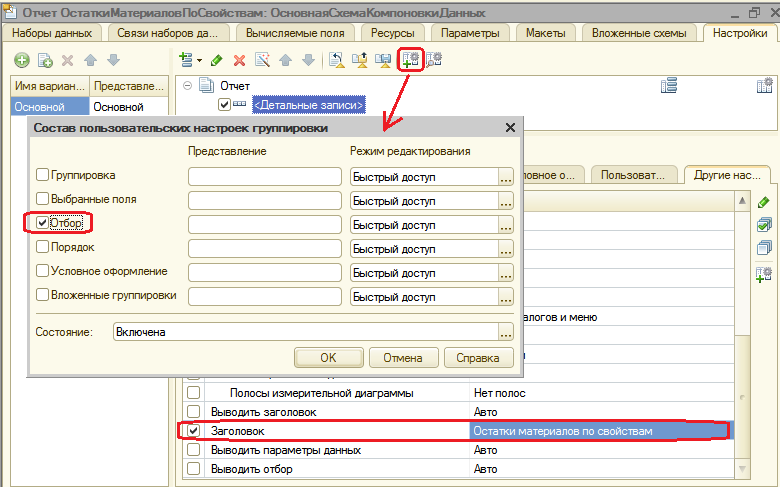 Отчет ОстаткиМатериаловПоСвойствам: ОсновнаяСхемаКомпоновкиДанных
Наборы данных Связи наборов да... Вычисляемые поля Ресурсы Параметры Макеты Вложенные схемы Настройки
Имя вариан... Представле...
Основной Основной
Отчет
<Детальные записи>
Состав пользовательских настроек группировки
Представление Режим редактирования
Группировка Быстрый доступ ...
Выбранные поля Быстрый доступ ...
Отбор Быстрый доступ ...
Порядок Быстрый доступ ...
Условное оформление Быстрый доступ ...
Вложенные группировки Быстрый доступ ...
Состояние: Включена ...
OK Отмена Справка
ловное о... Пользоват... Другие нас...
алогов и меню
Полосы измерительной диаграммы Нет полос
Выводить заголовок Авто
Заголовок Остатки материалов по свойствам
Выводить параметры данных Авто
Выводить отбор Авто